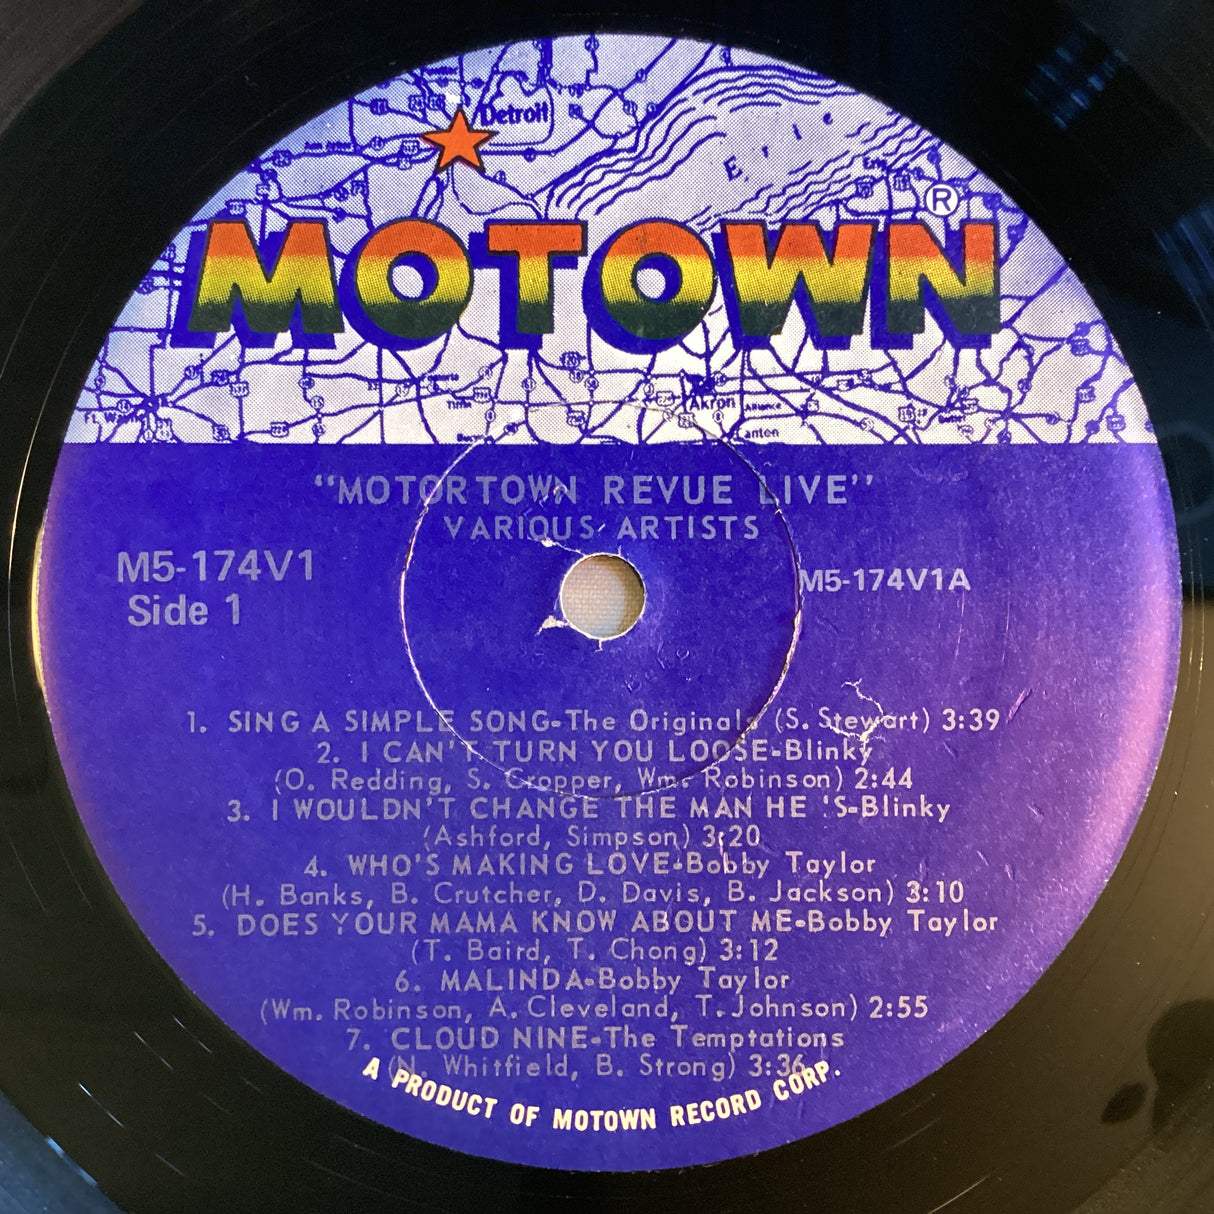 Detroit
E r i e
Erie
MOTOWN®
Ft. Wayne
Akron
Alliance
Canton
"MOTORTOWN REVUE LIVE"
VARIOUS ARTISTS
M5-174V1
Side 1
M5-174V1A
1. SING A SIMPLE SONG-The Originals (S. Stewart) 3:39
2. I CAN'T TURN YOU LOOSE-Blinky
(O. Redding, S. Cropper, Wm. Robinson) 2:44
3. I WOULDN'T CHANGE THE MAN HE 'S-Blinky
(Ashford, Simpson) 3:20
4. WHO'S MAKING LOVE-Bobby Taylor
(H. Banks, B. Crutcher, D. Davis, B. Jackson) 3:10
5. DOES YOUR MAMA KNOW ABOUT ME-Bobby Taylor
(T. Baird, T. Chong) 3:12
6. MALINDA-Bobby Taylor
(Wm. Robinson, A. Cleveland, T. Johnson) 2:55
7. CLOUD NINE-The Temptations
(N. Whitfield, B. Strong) 3:36
A PRODUCT OF MOTOWN RECORD CORP.